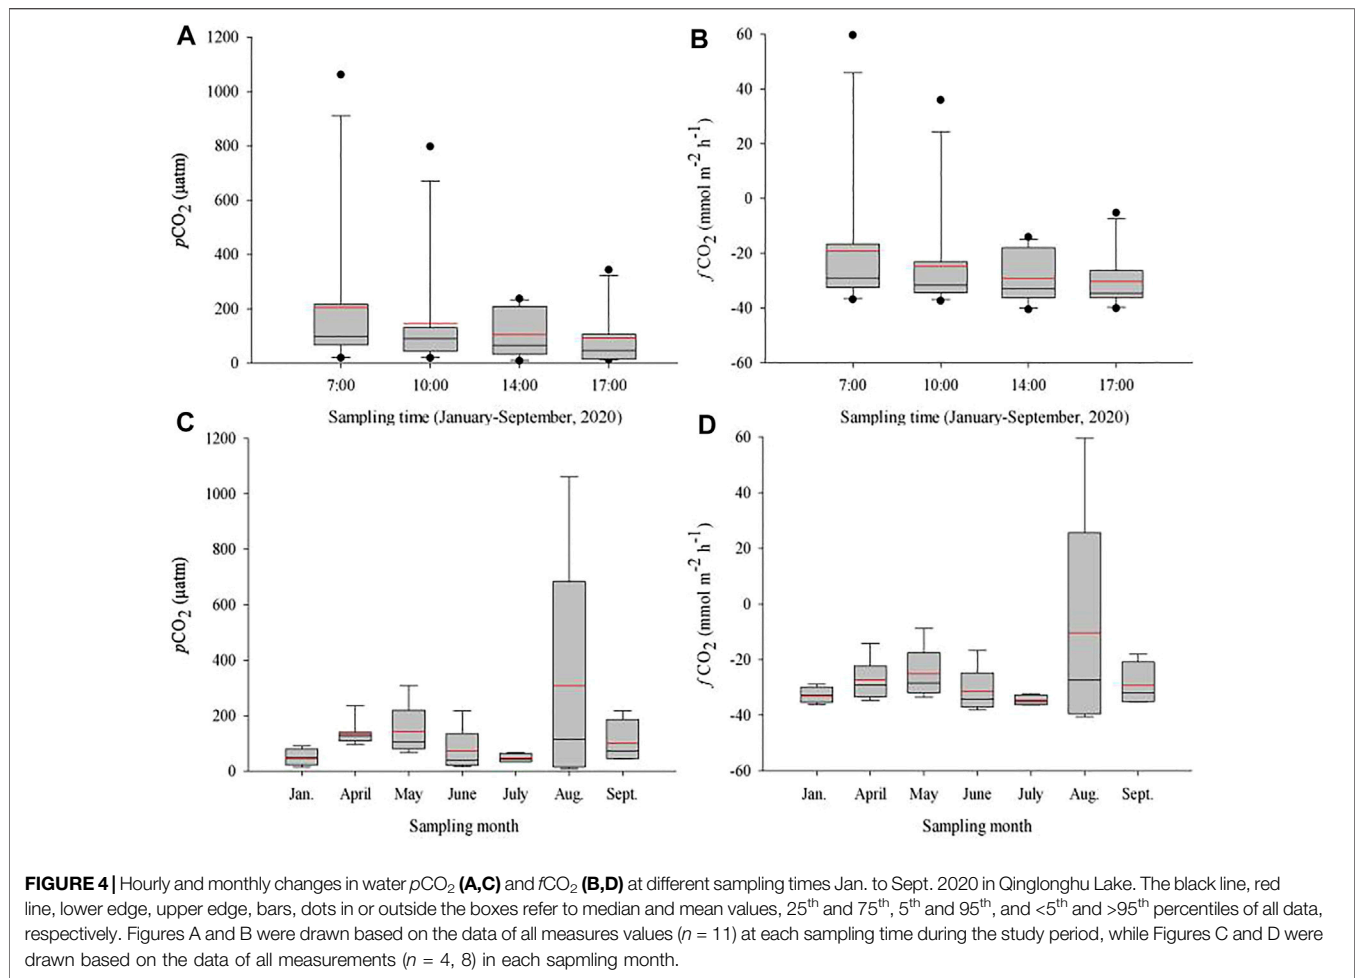 A
1200
1000
800
600
400
200
0
pCO2 (µatm)
7:00 10:00 14:00 17:00
Sampling time (January-September, 2020)
B
60
40
20
0
-20
-40
-60
fCO2 (mmol m-2 h-1)
7:00 10:00 14:00 17:00
Sampling time (January-September, 2020)
C
1200
1000
800
600
400
200
0
pCO2 (µatm)
Jan. April May June July Aug. Sept.
Sampling month
D
60
40
20
0
-20
-40
-60
fCO2 (mmol m-2 h-1)
Jan. April May June July Aug. Sept.
Sampling month
FIGURE 4 | Hourly and monthly changes in water pCO2 (A,C) and fCO2 (B,D) at different sampling times Jan. to Sept. 2020 in Qinglonghu Lake. The black line, red
line, lower edge, upper edge, bars, dots in or outside the boxes refer to median and mean values, 25th and 75th, 5th and 95th, and <5th and >95th percentiles of all data,
respectively. Figures A and B were drawn based on the data of all measures values (n = 11) at each sampling time during the study period, while Figures C and D were
drawn based on the data of all measurements (n = 4, 8) in each sapmling month.